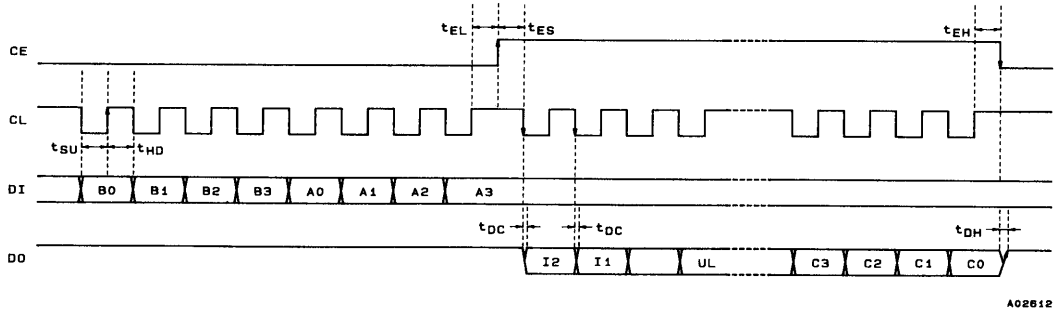 tEL tES tEH
CE
CL
tSU tHD
DI B0 B1 B2 B3 A0 A1 A2 A3
tDC tDC tDH
DO I2 I1 UL C3 C2 C1 C0
A02612